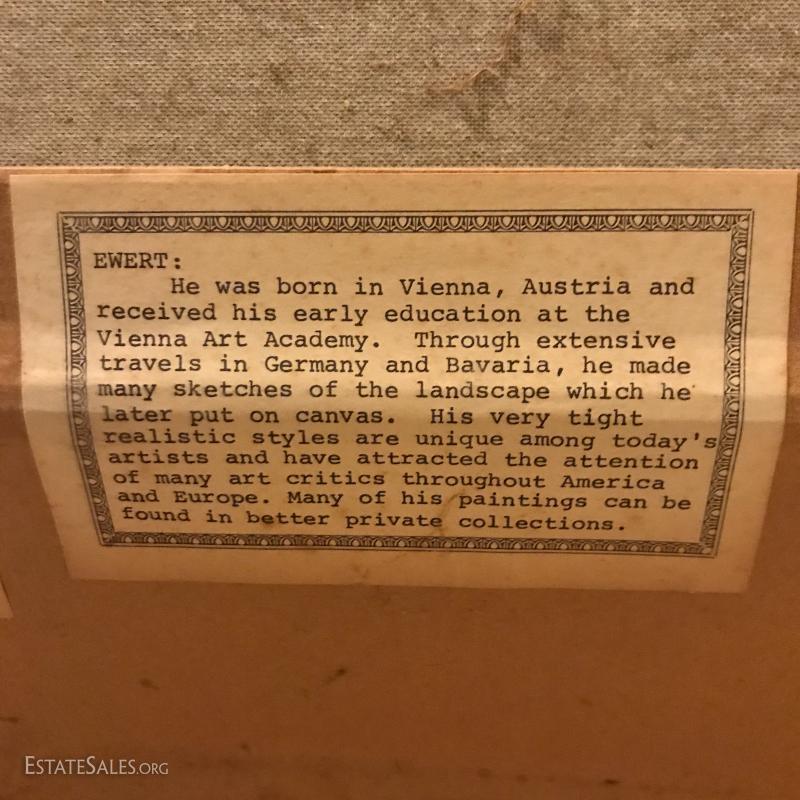 EWERT:
He was born in Vienna, Austria and
received his early education at the
Vienna Art Academy. Through extensive
travels in Germany and Bavaria, he made
many sketches of the landscape which he
later put on canvas. His very tight
realistic styles are unique among today's
artists and have attracted the attention
of many art critics throughout America
and Europe. Many of his paintings can be
found in better private collections.
ESTATESALES.ORG